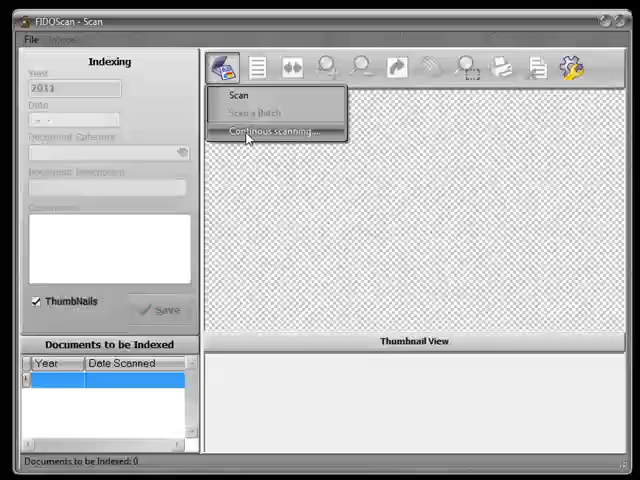 FIDOScan - Scan
File Indexing
Indexing
Year
2011
Date
- -
Document Category
Document Description
Comments
ThumbNails
Save
Documents to be Indexed
Year Date Scanned
Documents to be Indexed: 0
Scan
Scan a Batch
Continous scanning...
Thumbnail View